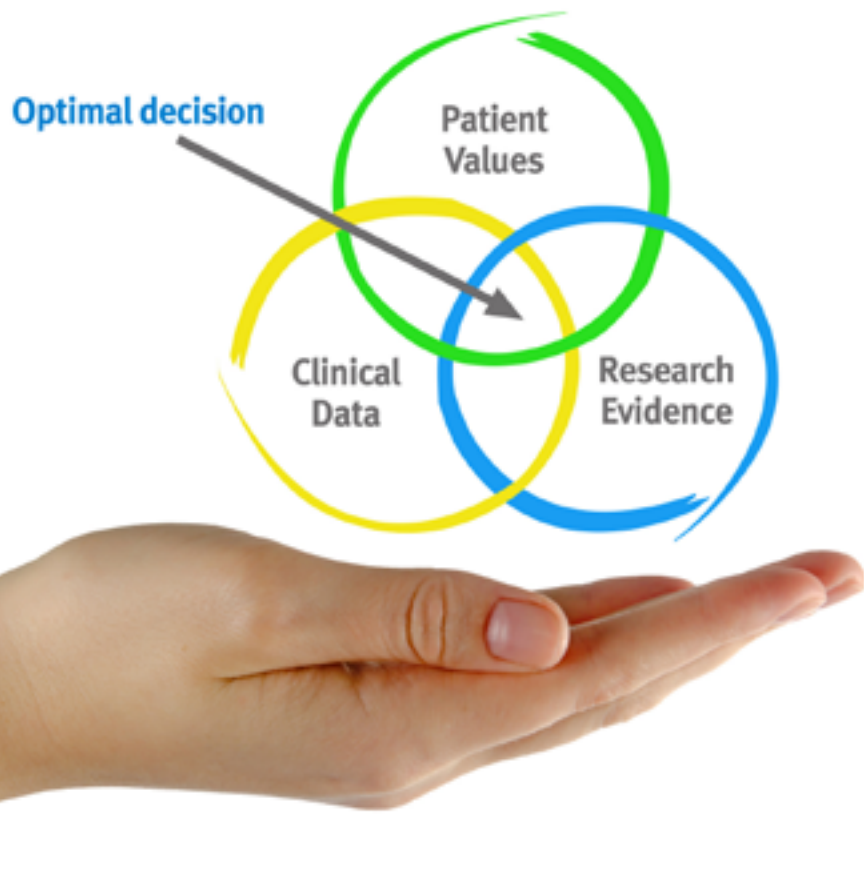 Optimal decision
Patient
Values
Clinical
Data
Research
Evidence